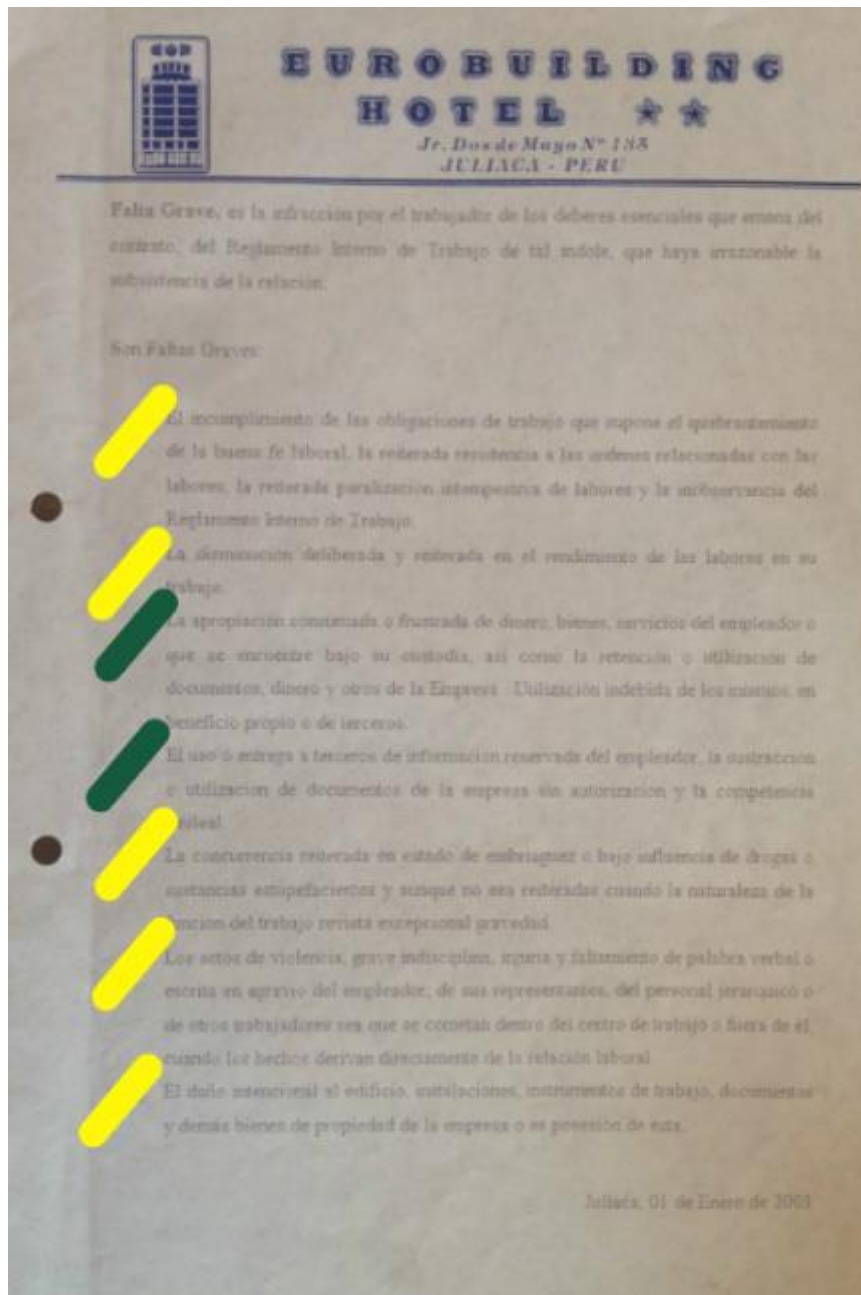 EUROBUILDING
HOTEL ★★
Jr. Dos de Mayo Nº 135
JULIACA - PERU
Falta Grave, es la infracción por el trabajador de los deberes esenciales que emana del
contrato, del Reglamento Interno de Trabajo de tal índole, que haya irrazonable la
subsistencia de la relación.
Son Faltas Graves:
El incumplimiento de las obligaciones de trabajo que supone el quebrantamiento
de la buena fe laboral, la reiterada resistencia a las ordenes relacionadas con las
labores, la reiterada paralización intempestiva de labores y la inobservancia del
Reglamento Interno de Trabajo.
La disminución deliberada y reiterada en el rendimiento de las labores en su
trabajo.
La apropiación consumada o frustrada de dinero, bienes, servicios del empleador o
que se encuentre bajo su custodia, así como la retención o utilización de
documentos, dinero y otros de la Empresa. Utilización indebida de los mismos, en
beneficio propio o de terceros.
El uso o entrega a terceros de información reservada del empleador, la sustracción
o utilización de documentos de la empresa sin autorización y la competencia
desleal.
La concurrencia reiterada en estado de embriaguez o bajo influencia de drogas o
sustancias estupefacientes y aunque no sea reiteradas cuando la naturaleza de la
función del trabajo revista excepcional gravedad.
Los actos de violencia, grave indisciplina, injuria y faltamiento de palabra verbal o
escrita en agravio del empleador, de sus representantes, del personal jerarquico o
de otros trabajadores sea que se cometan dentro del centro de trabajo o fuera de él,
cuando los hechos derivan directamente de la relación laboral.
El daño intencional al edificio, instalaciones, instrumentos de trabajo, documentos
y demás bienes de propiedad de la empresa o en posesión de esta.
Juliaca, 01 de Enero de 2003